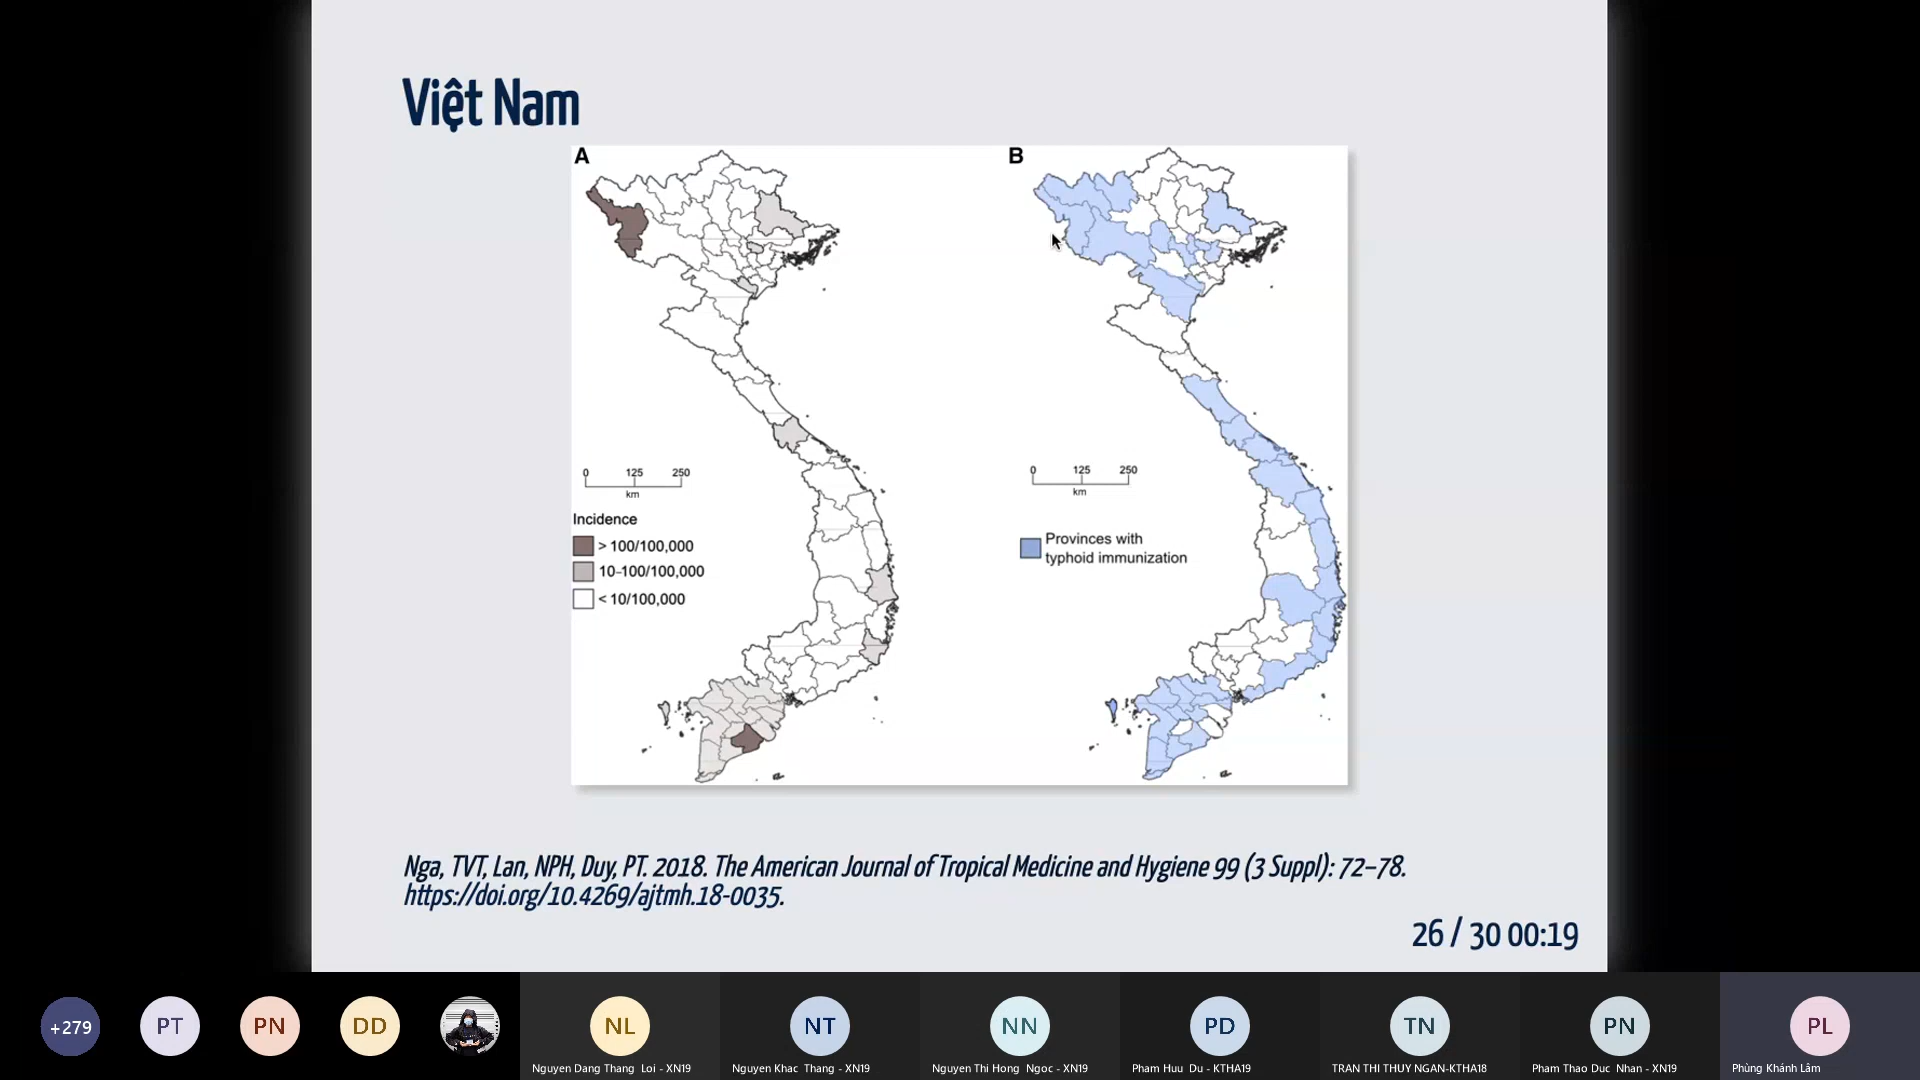 Việt Nam
A
B
0 125 250
km
0 125 250
km
Incidence
> 100/100,000
10-100/100,000
< 10/100,000
Provinces with
typhoid immunization
Nga, TVT, Lan, NPH, Duy, PT. 2018. The American Journal of Tropical Medicine and Hygiene 99 (3 Suppl): 72–78.
https://doi.org/10.4269/ajtmh.18-0035.
26 / 30 00:19
+279
PT
PN
DD
NL
NT
NN
PD
TN
PN
PL
Nguyen Dang Thang Loi - XN19
Nguyen Khac Thang - XN19
Nguyen Thi Hong Ngoc - XN19
Pham Huu Du - KTHA19
TRAN THI THUY NGAN-KTHA18
Pham Thao Duc Nhan - XN19
Phùng Khánh Lâm